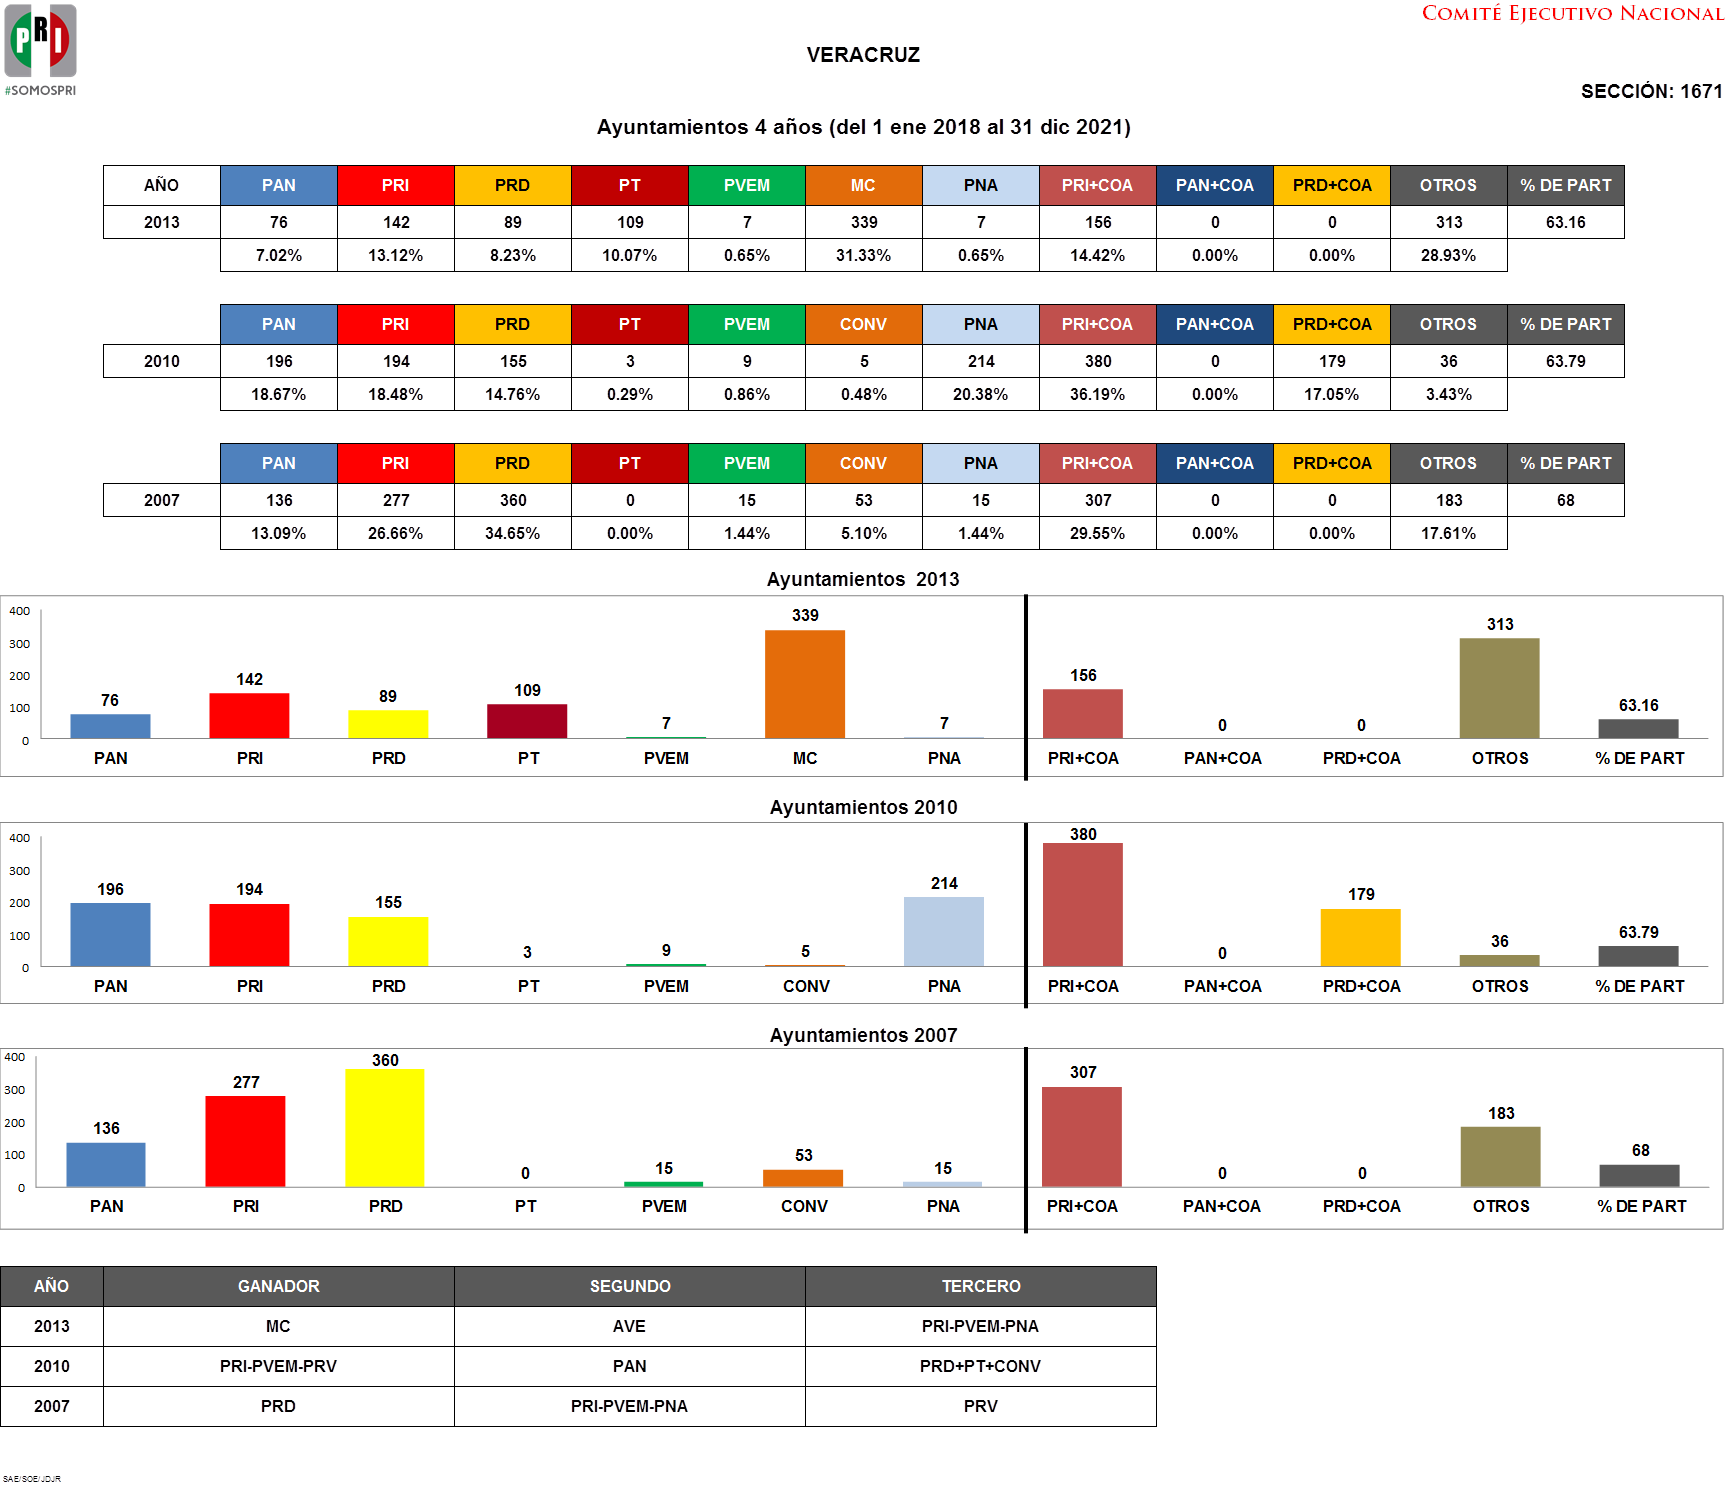 PRI
#SOMOSPRI
COMITÉ EJECUTIVO NACIONAL
VERACRUZ
SECCIÓN: 1671
Ayuntamientos 4 años (del 1 ene 2018 al 31 dic 2021)
AÑO PAN PRI PRD PT PVEM MC PNA PRI+COA PAN+COA PRD+COA OTROS % DE PART
2013 76 142 89 109 7 339 7 156 0 0 313 63.16
7.02% 13.12% 8.23% 10.07% 0.65% 31.33% 0.65% 14.42% 0.00% 0.00% 28.93%
PAN PRI PRD PT PVEM CONV PNA PRI+COA PAN+COA PRD+COA OTROS % DE PART
2010 196 194 155 3 9 5 214 380 0 179 36 63.79
18.67% 18.48% 14.76% 0.29% 0.86% 0.48% 20.38% 36.19% 0.00% 17.05% 3.43%
PAN PRI PRD PT PVEM CONV PNA PRI+COA PAN+COA PRD+COA OTROS % DE PART
2007 136 277 360 0 15 53 15 307 0 0 183 68
13.09% 26.66% 34.65% 0.00% 1.44% 5.10% 1.44% 29.55% 0.00% 0.00% 17.61%
Ayuntamientos 2013
400
300
200
100
0
76 142 89 109 7 339 7 156 0 0 313 63.16
PAN PRI PRD PT PVEM MC PNA PRI+COA PAN+COA PRD+COA OTROS % DE PART
Ayuntamientos 2010
400
300
200
100
0
196 194 155 3 9 5 214 380 0 179 36 63.79
PAN PRI PRD PT PVEM CONV PNA PRI+COA PAN+COA PRD+COA OTROS % DE PART
Ayuntamientos 2007
400
300
200
100
0
136 277 360 0 15 53 15 307 0 0 183 68
PAN PRI PRD PT PVEM CONV PNA PRI+COA PAN+COA PRD+COA OTROS % DE PART
AÑO GANADOR SEGUNDO TERCERO
2013 MC AVE PRI-PVEM-PNA
2010 PRI-PVEM-PRV PAN PRD+PT+CONV
2007 PRD PRI-PVEM-PNA PRV
SAE/SOE/JDJR